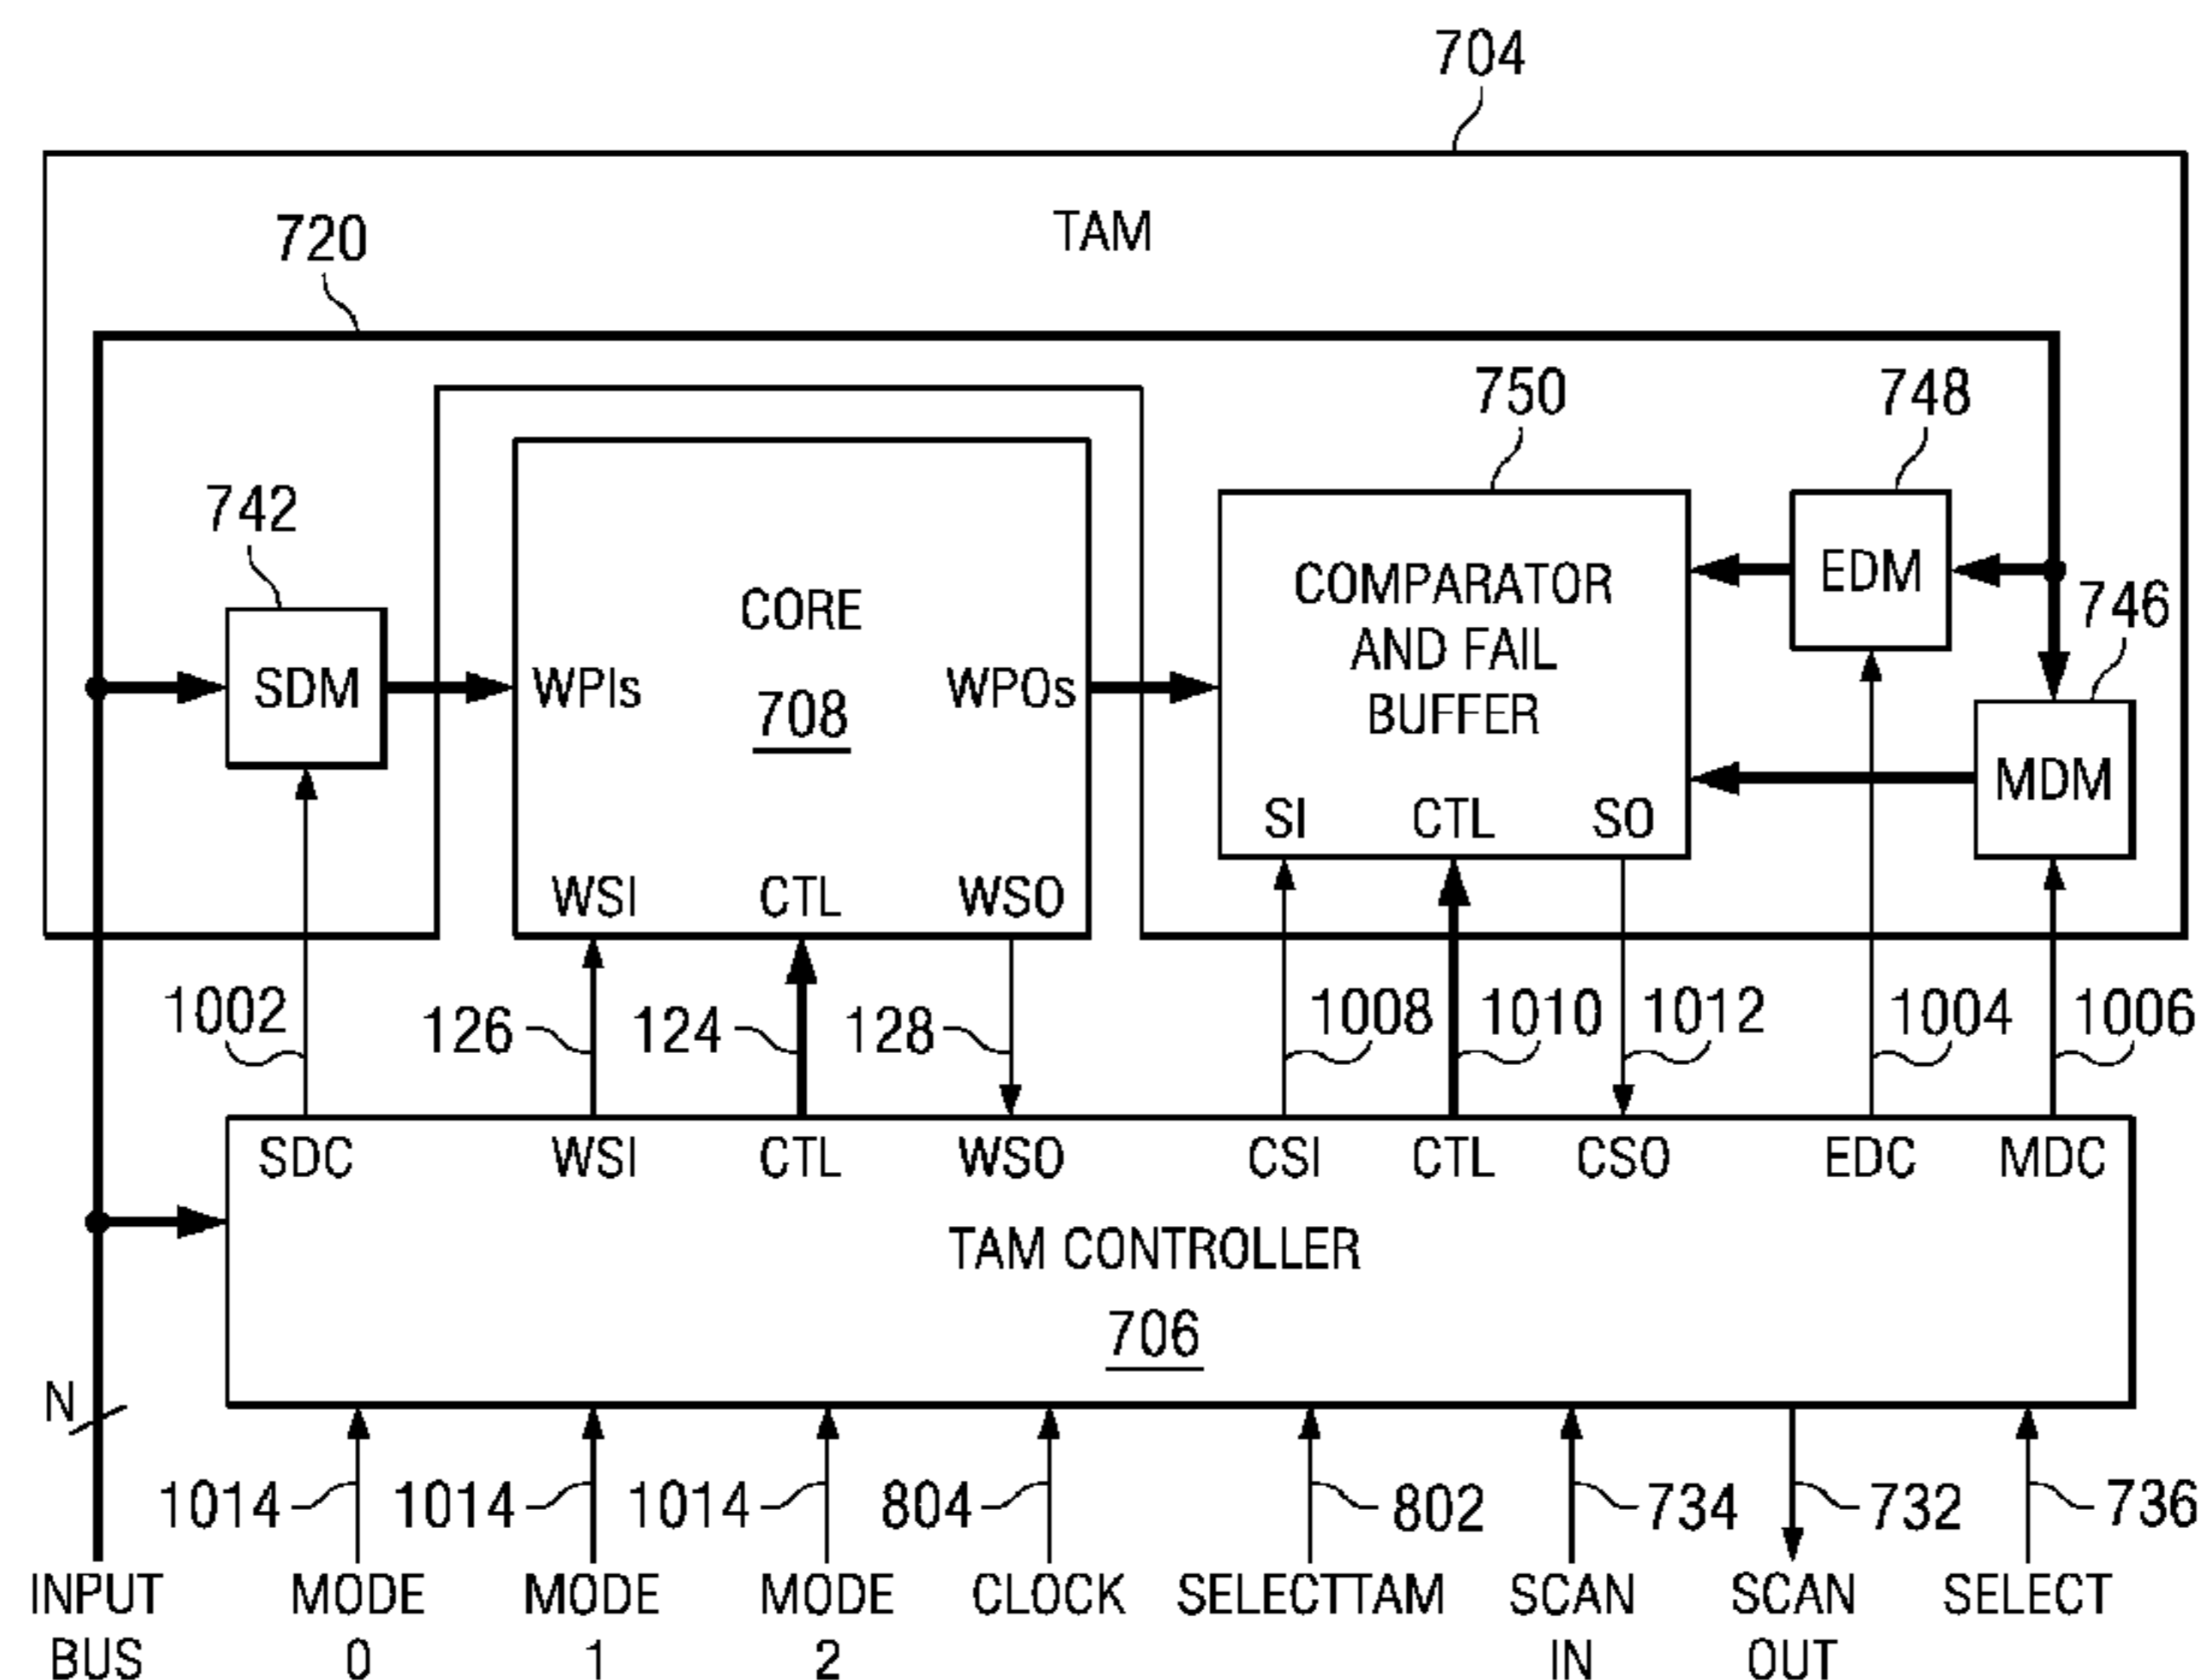 704
TAM
720
750
748
742
746
COMPARATOR
AND FAIL
BUFFER
EDM
CORE
708
SDM
WPIs
WPOs
MDM
SI
CTL
SO
WSI
CTL
WSO
1002
126
124
128
1008
1010
1012
1004
1006
SDC
WSI
CTL
WSO
CSI
CTL
CSO
EDC
MDC
TAM CONTROLLER
706
N
1014
1014
1014
804
802
734
732
736
INPUT
BUS
MODE
0
MODE
1
MODE
2
CLOCK
SELECTTAM
SCAN
IN
SCAN
OUT
SELECT